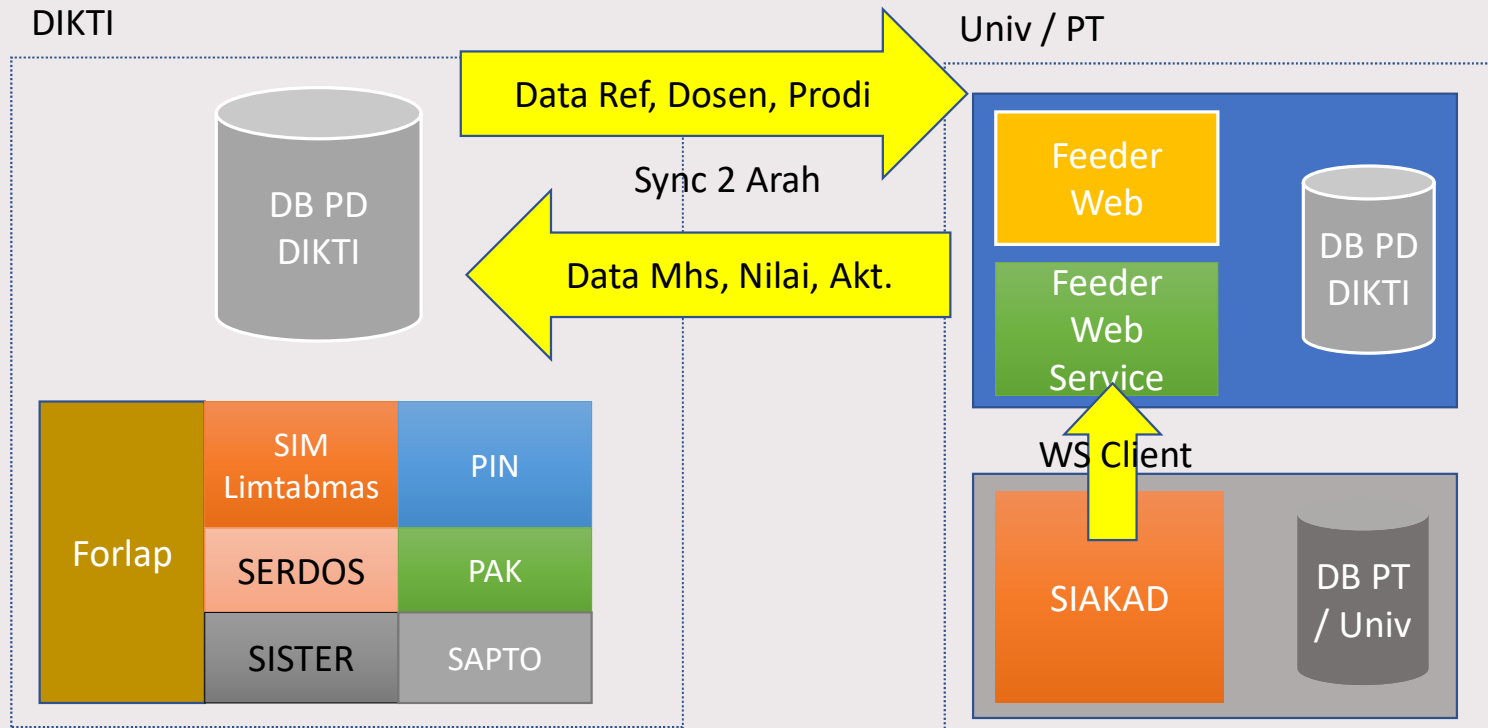 DIKTI
Univ / PT
Data Ref, Dosen, Prodi
Sync 2 Arah
Data Mhs, Nilai, Akt.
DB PD
DIKTI
Feeder
Web
Feeder
Web
Service
DB PD
DIKTI
WS Client
SIAKAD
DB PT
/ Univ
Forlap
SIM
Limtabmas
PIN
SERDOS
PAK
SISTER
SAPTO